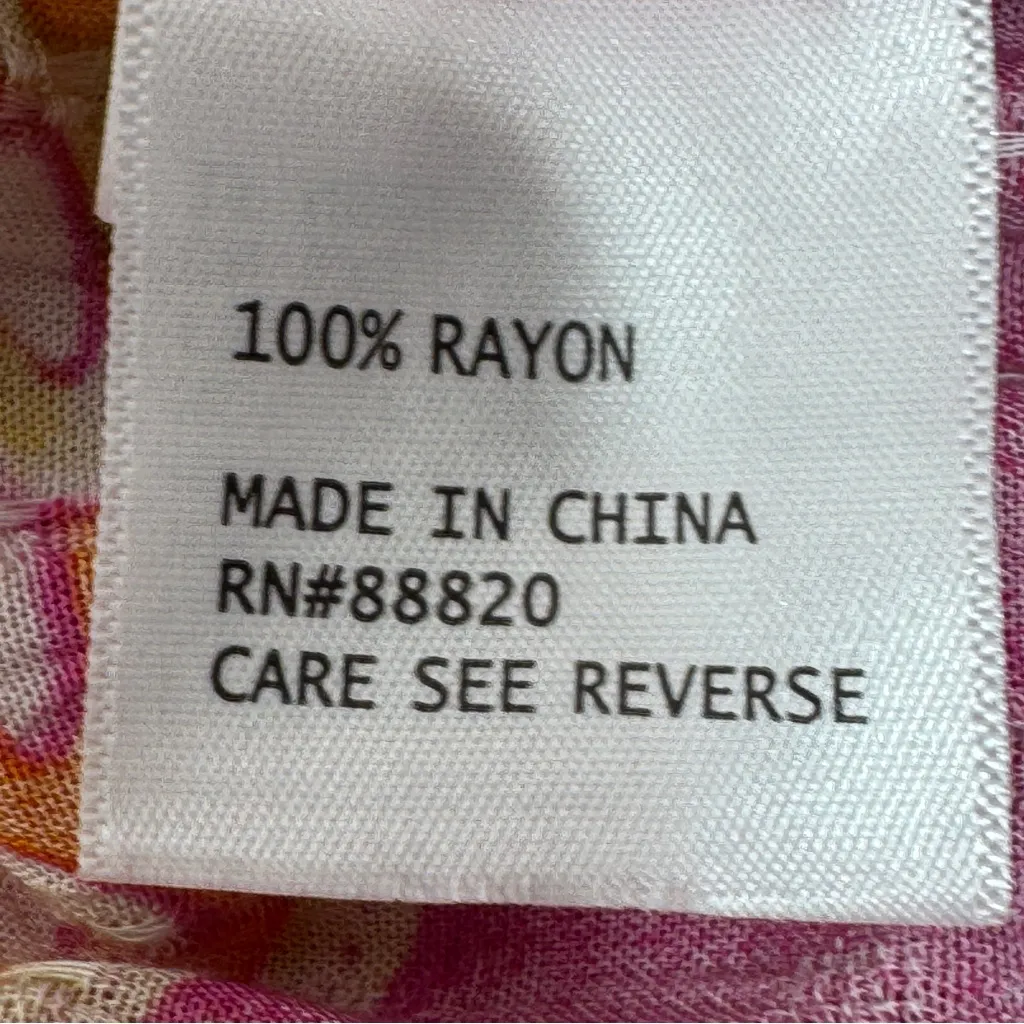 100% RAYON
MADE IN CHINA
RN#88820
CARE SEE REVERSE